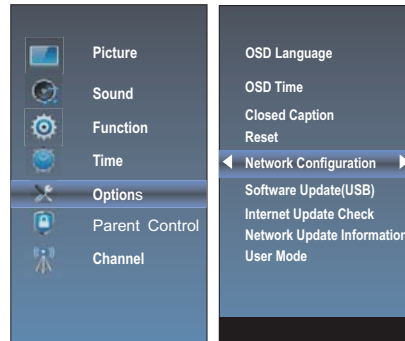 Picture
Sound
Function
Time
Options
Parent Control
Channel
OSD Language
OSD Time
Closed Caption
Reset
Network Configuration
Software Update(USB)
Internet Update Check
Network Update Information
User Mode